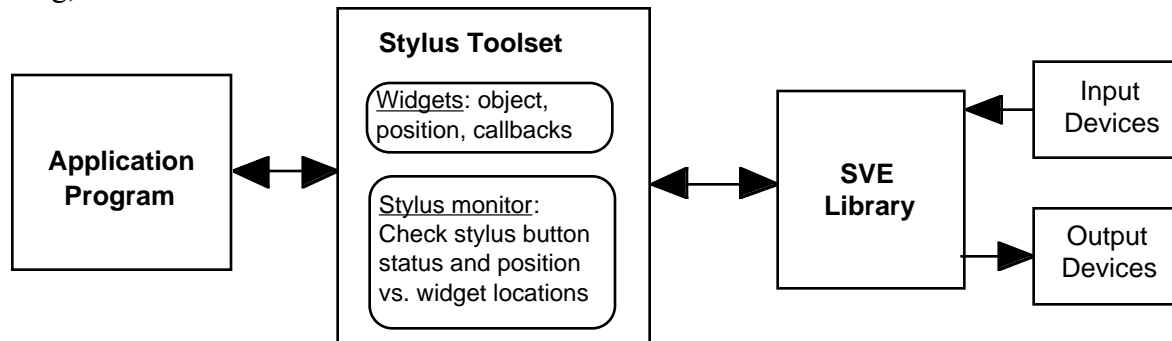 Stylus Toolset
Widgets: object,
position, callbacks
Application
Program
Stylus monitor:
Check stylus button
status and position
vs. widget locations
SVE
Library
Input
Devices
Output
Devices